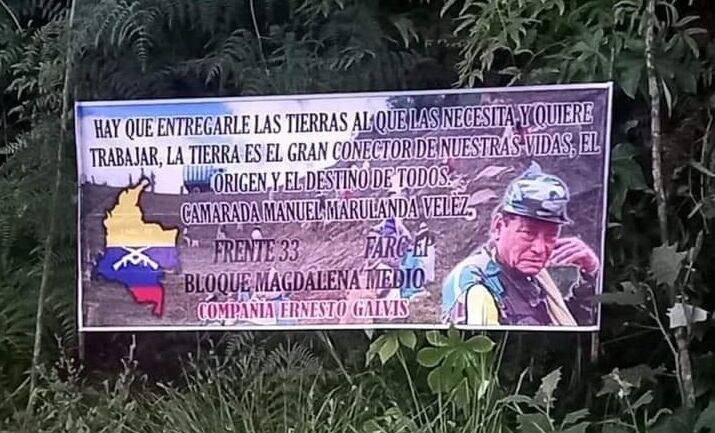 HAY QUE ENTREGARLE LAS TIERRAS AL QUE LAS NECESITA Y QUIERE
TRABAJAR, LA TIERRA ES EL GRAN CONECTOR DE NUESTRAS VIDAS, EL
ORIGEN Y EL DESTINO DE TODOS.
CAMARADA MANUEL MARULANDA VELEZ.
FRENTE 33 FARC-EP
BLOQUE MAGDALENA MEDIO
COMPAÑIA ERNESTO GALVIS